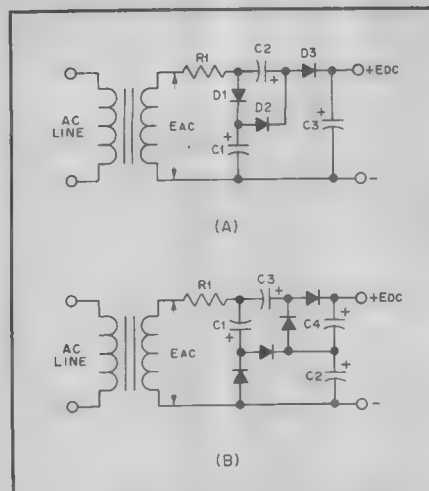 R1
C2
D3
+
+EDC
D1
D2
+
+
AC
LINE
EAC
C1
C3
-
(A)
R1
C3
+
+EDC
C1
+
C4
+
AC
LINE
EAC
+
C2
-
(B)